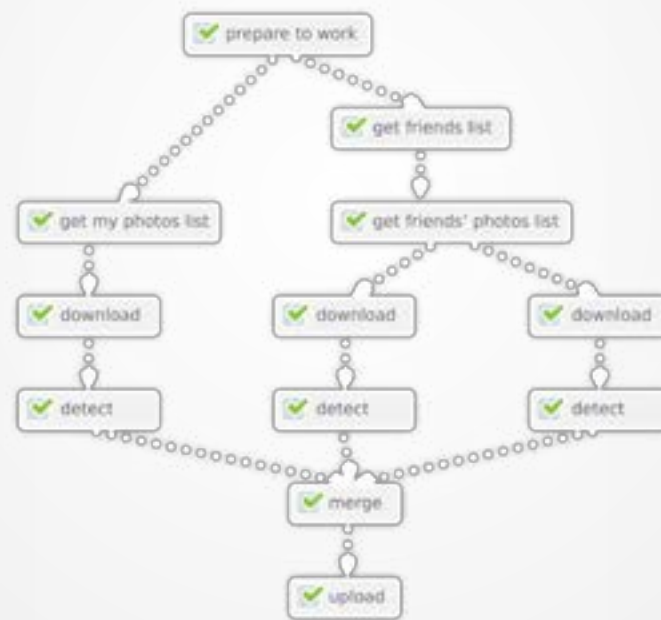 prepare to work
get friends list
get my photos list
get friends' photos list
download
download
download
detect
detect
detect
merge
upload